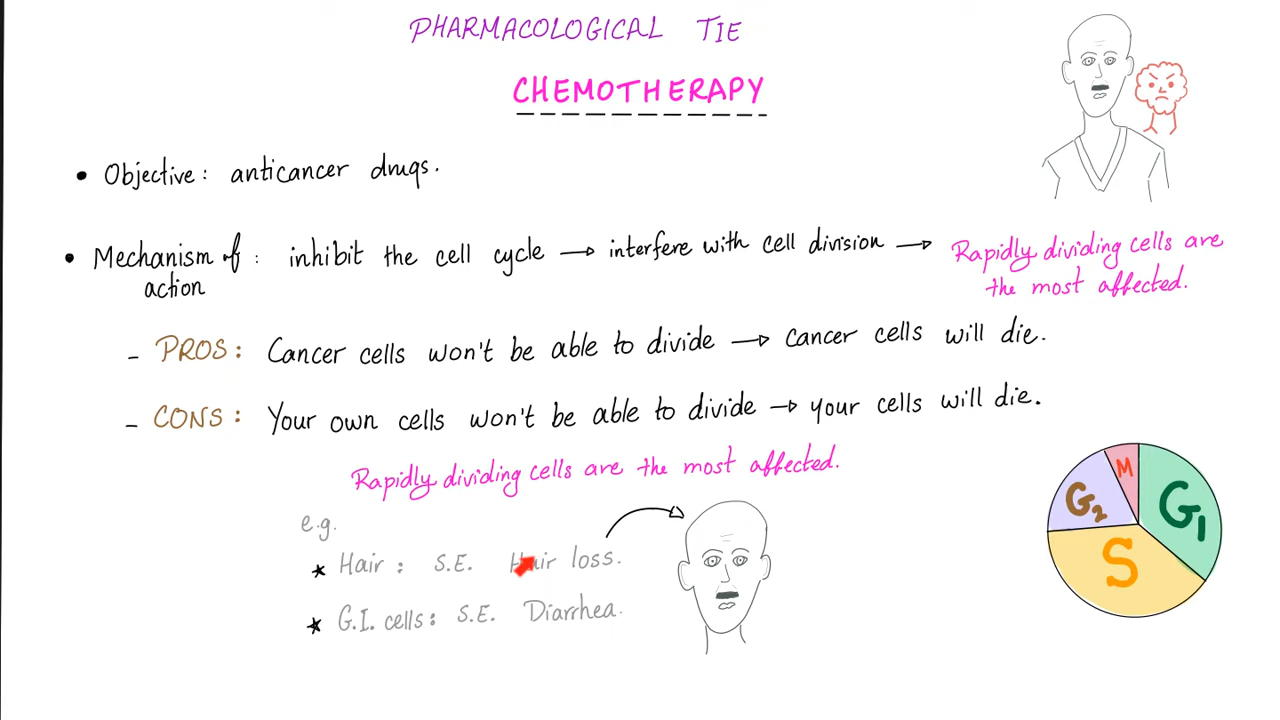 PHARMACOLOGICAL TIE
CHEMOTHERAPY
• Objective: anticancer drugs.
• Mechanism of action: inhibit the cell cycle → interfere with cell division → Rapidly dividing cells are the most affected.
- PROS: Cancer cells won't be able to divide → cancer cells will die.
- CONS: Your own cells won't be able to divide → your cells will die.
Rapidly dividing cells are the most affected.
e.g.
* Hair: S.E. Hair loss.
* G.I. cells: S.E. Diarrhea.
M
G2
G1
S